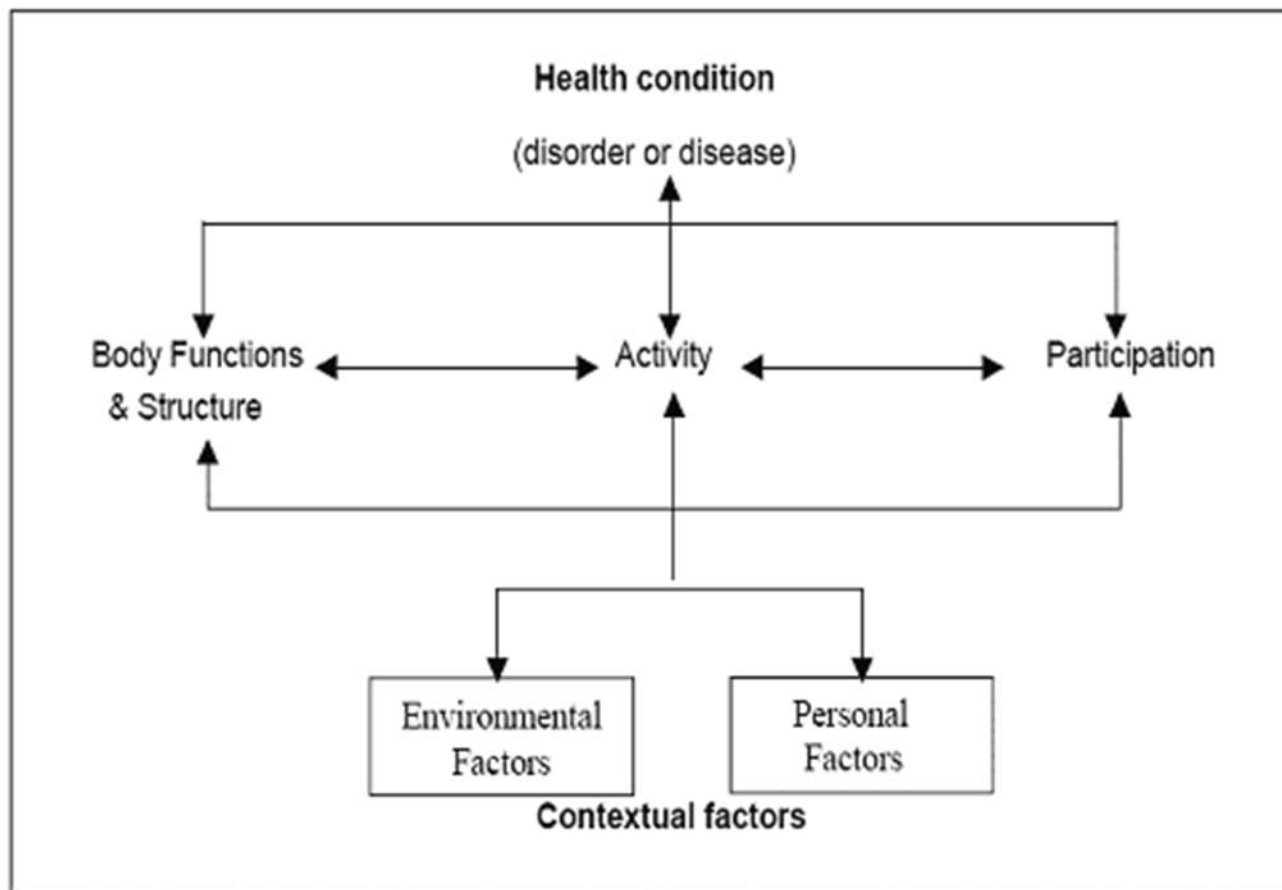 Health condition
(disorder or disease)
Body Functions
& Structure
Activity
Participation
Environmental
Factors
Personal
Factors
Contextual factors